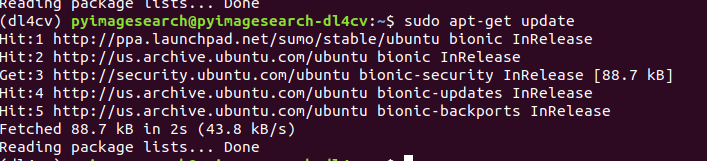 Reading package lists... Done
(dl4cv) pyimagesearch@pyimagesearch-dl4cv:~$ sudo apt-get update
Hit:1 http://ppa.launchpad.net/sumo/stable/ubuntu bionic InRelease
Hit:2 http://us.archive.ubuntu.com/ubuntu bionic InRelease
Get:3 http://security.ubuntu.com/ubuntu bionic-security InRelease [88.7 kB]
Hit:4 http://us.archive.ubuntu.com/ubuntu bionic-updates InRelease
Hit:5 http://us.archive.ubuntu.com/ubuntu bionic-backports InRelease
Fetched 88.7 kB in 2s (43.8 kB/s)
Reading package lists... Done
(dl4cv) pyimagesearch@pyimagesearch-dl4cv:~$